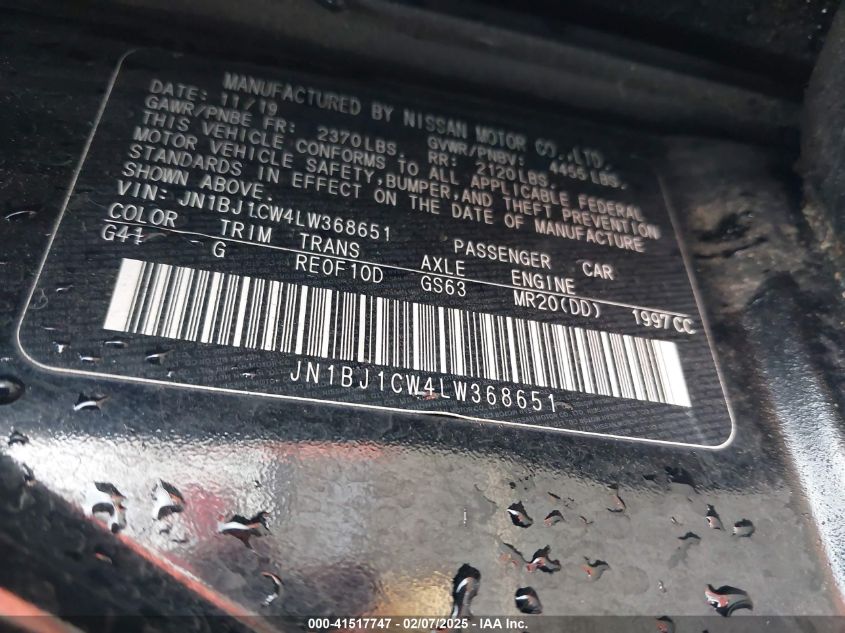 MANUFACTURED BY NISSAN MOTOR CO.,LTD.
DATE: 11/19 GVWR/PNBV: 4456 LBS.
GAWR/PNBE FR: 2370LBS. RR: 2120LBS.
THIS VEHICLE CONFORMS TO ALL APPLICABLE FEDERAL
MOTOR VEHICLE SAFETY, BUMPER, AND THEFT PREVENTION
STANDARDS IN EFFECT ON THE DATE OF MANUFACTURE
SHOWN ABOVE.
VIN: JN1BJ1CW4LW368651 PASSENGER CAR
COLOR TRIM TRANS AXLE ENGINE
G41 G RE0F10D GS63 MR20(DD) 1997CC
JN1BJ1CW4LW368651
000-41517747 - 02/07/2025 - IAA Inc.